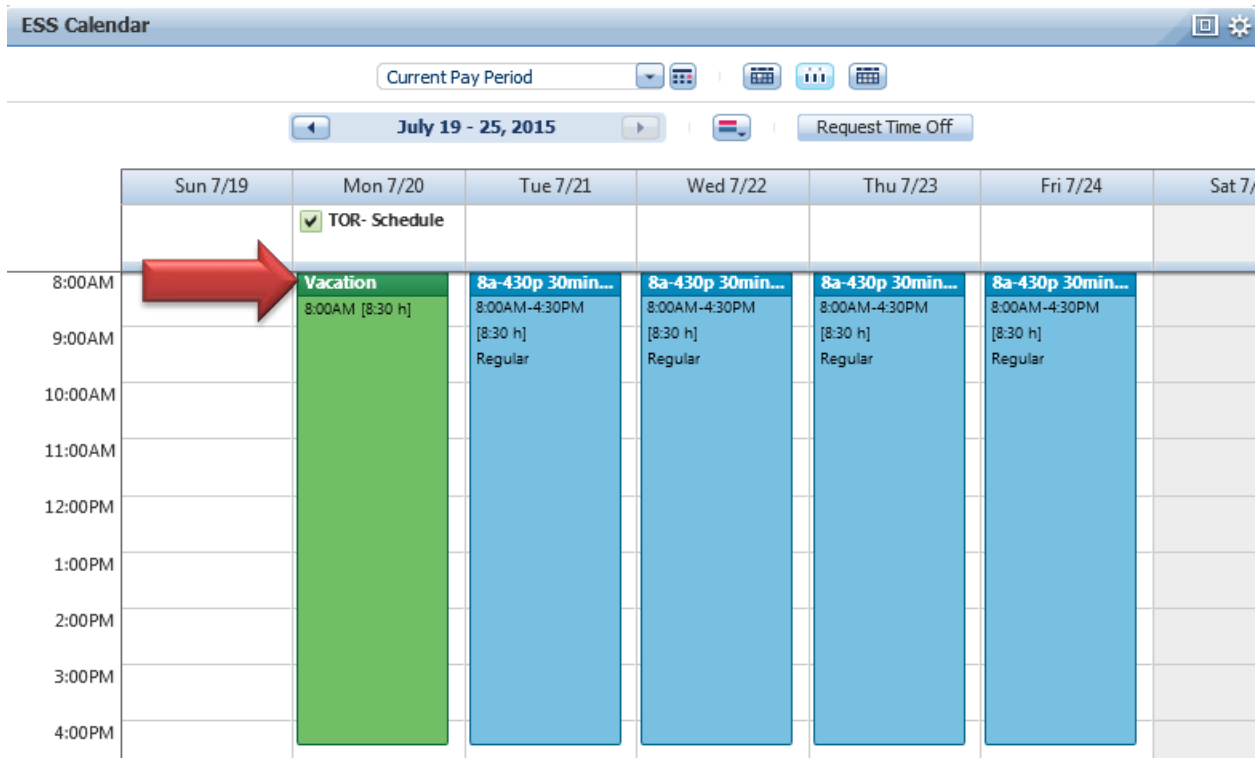 ESS Calendar
Current Pay Period
July 19 - 25, 2015
Request Time Off
Sun 7/19 Mon 7/20 Tue 7/21 Wed 7/22 Thu 7/23 Fri 7/24 Sat 7/
TOR- Schedule
8:00AM Vacation 8a-430p 30min... 8a-430p 30min... 8a-430p 30min... 8a-430p 30min...
8:00AM [8:30 h] 8:00AM-4:30PM 8:00AM-4:30PM 8:00AM-4:30PM 8:00AM-4:30PM
9:00AM [8:30 h] [8:30 h] [8:30 h] [8:30 h]
Regular Regular Regular Regular
10:00AM
11:00AM
12:00PM
1:00PM
2:00PM
3:00PM
4:00PM